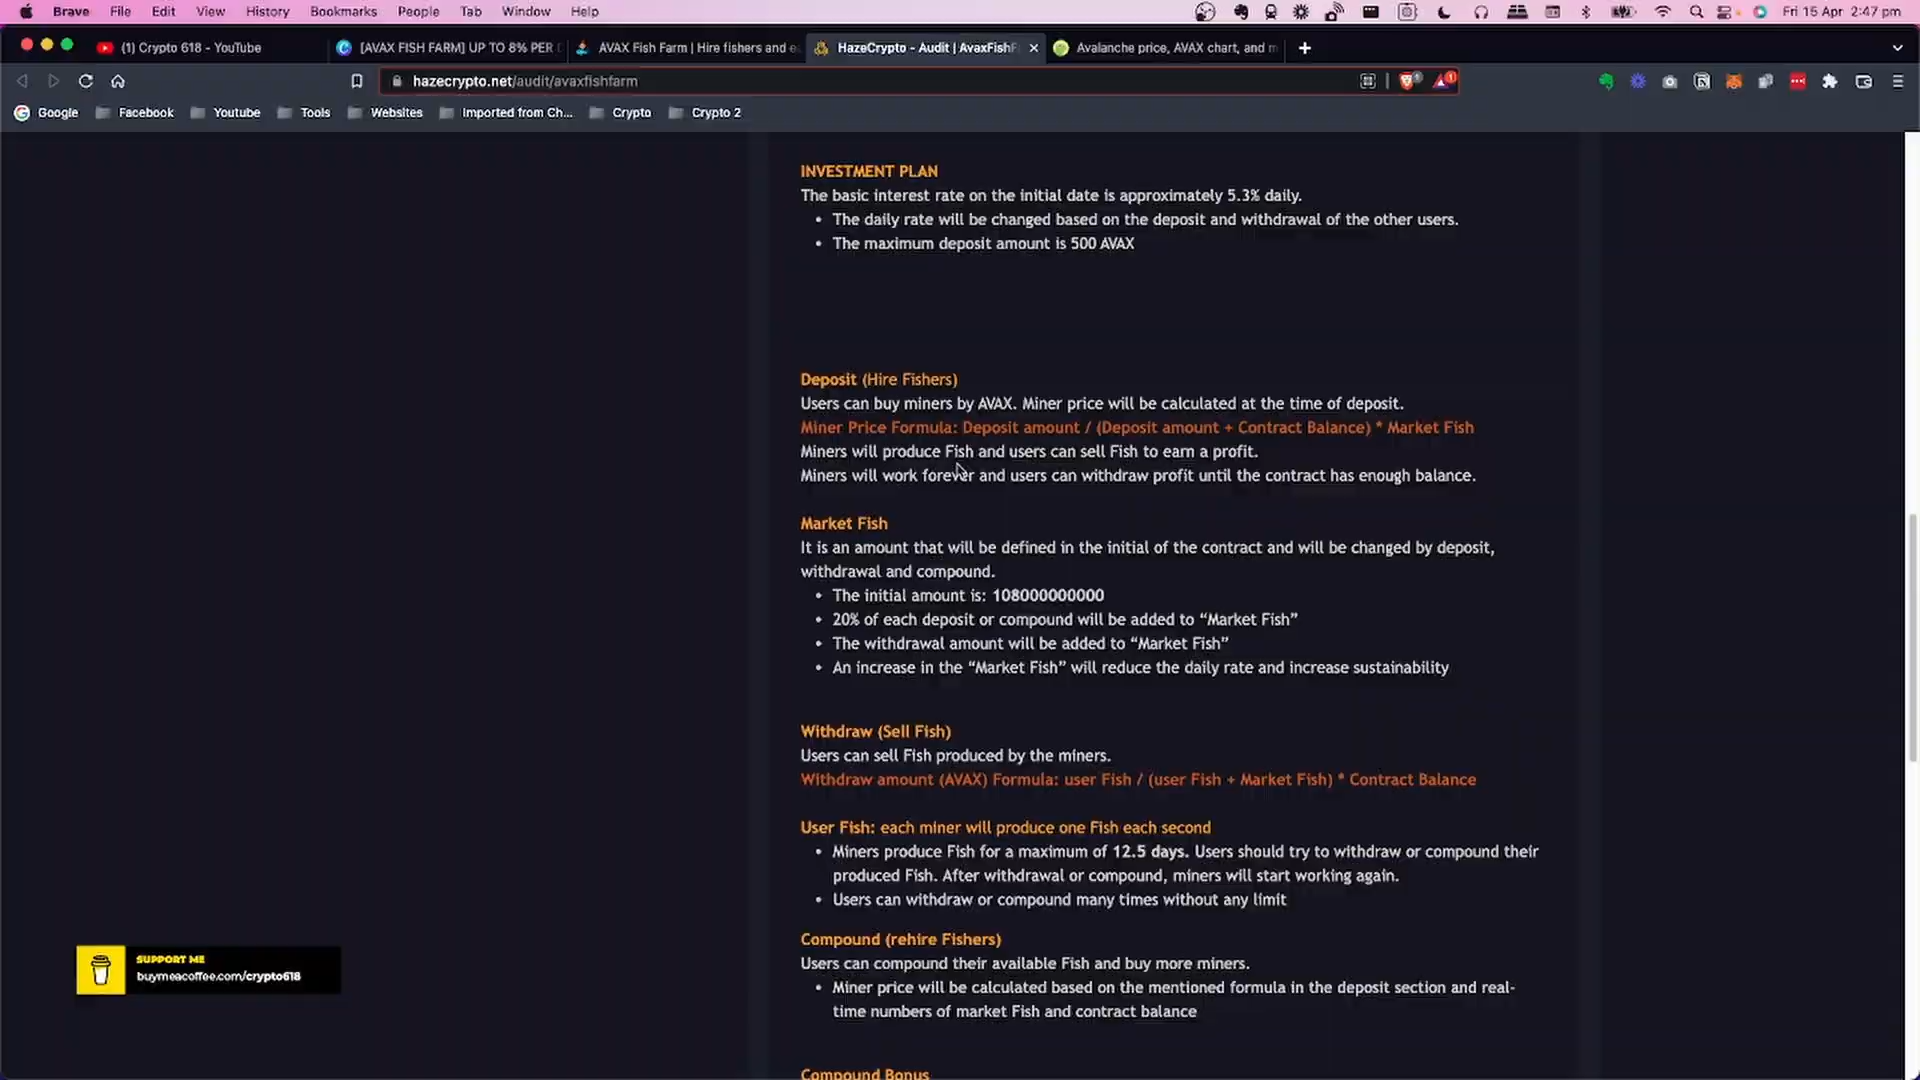 Brave File Edit View History Bookmarks People Tab Window Help Fri 15 Apr 2:47 pm
(1) Crypto 618 - YouTube [AVAX FISH FARM] UP TO 8% PER AVAX Fish Farm | Hire fishers and e HazeCrypto - Audit | AvaxFishF Avalanche price, AVAX chart, and m
hazecrypto.net/audit/avaxfishfarm
Google Facebook Youtube Tools Websites Imported from Ch... Crypto Crypto 2
INVESTMENT PLAN
The basic interest rate on the initial date is approximately 5.3% daily.
• The daily rate will be changed based on the deposit and withdrawal of the other users.
• The maximum deposit amount is 500 AVAX
Deposit (Hire Fishers)
Users can buy miners by AVAX. Miner price will be calculated at the time of deposit.
Miner Price Formula: Deposit amount / (Deposit amount + Contract Balance) * Market Fish
Miners will produce Fish and users can sell Fish to earn a profit.
Miners will work forever and users can withdraw profit until the contract has enough balance.
Market Fish
It is an amount that will be defined in the initial of the contract and will be changed by deposit,
withdrawal and compound.
• The initial amount is: 108000000000
• 20% of each deposit or compound will be added to “Market Fish”
• The withdrawal amount will be added to “Market Fish”
• An increase in the “Market Fish” will reduce the daily rate and increase sustainability
Withdraw (Sell Fish)
Users can sell Fish produced by the miners.
Withdraw amount (AVAX) Formula: user Fish / (user Fish + Market Fish) * Contract Balance
User Fish: each miner will produce one Fish each second
• Miners produce Fish for a maximum of 12.5 days. Users should try to withdraw or compound their
produced Fish. After withdrawal or compound, miners will start working again.
• Users can withdraw or compound many times without any limit
Compound (rehire Fishers)
Users can compound their available Fish and buy more miners.
• Miner price will be calculated based on the mentioned formula in the deposit section and real-
time numbers of market Fish and contract balance
Compound Bonus
SUPPORT ME
buymeacoffee.com/crypto618